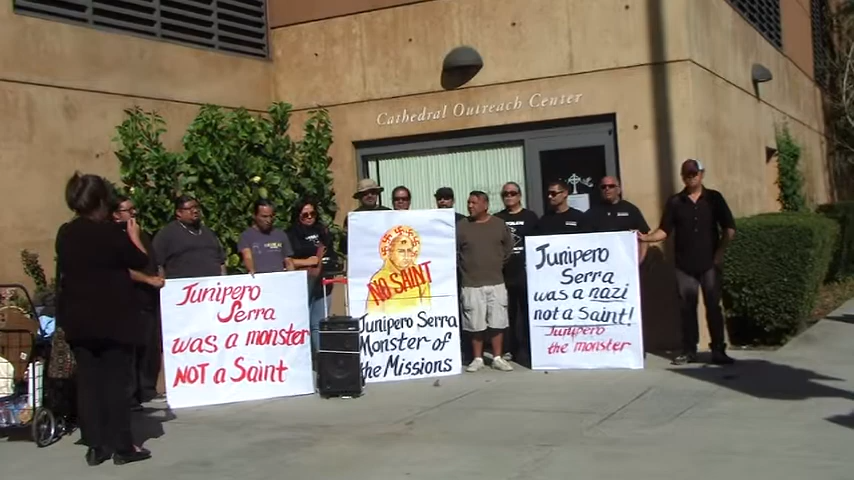 Cathedral Outreach Center
Junipero
Serra
was a monster
NOT a Saint
NO SAINT
Junipero Serra
Monster of
the Missions
Junipero
Serra
was a nazi
not a Saint!
Junipero
the monster